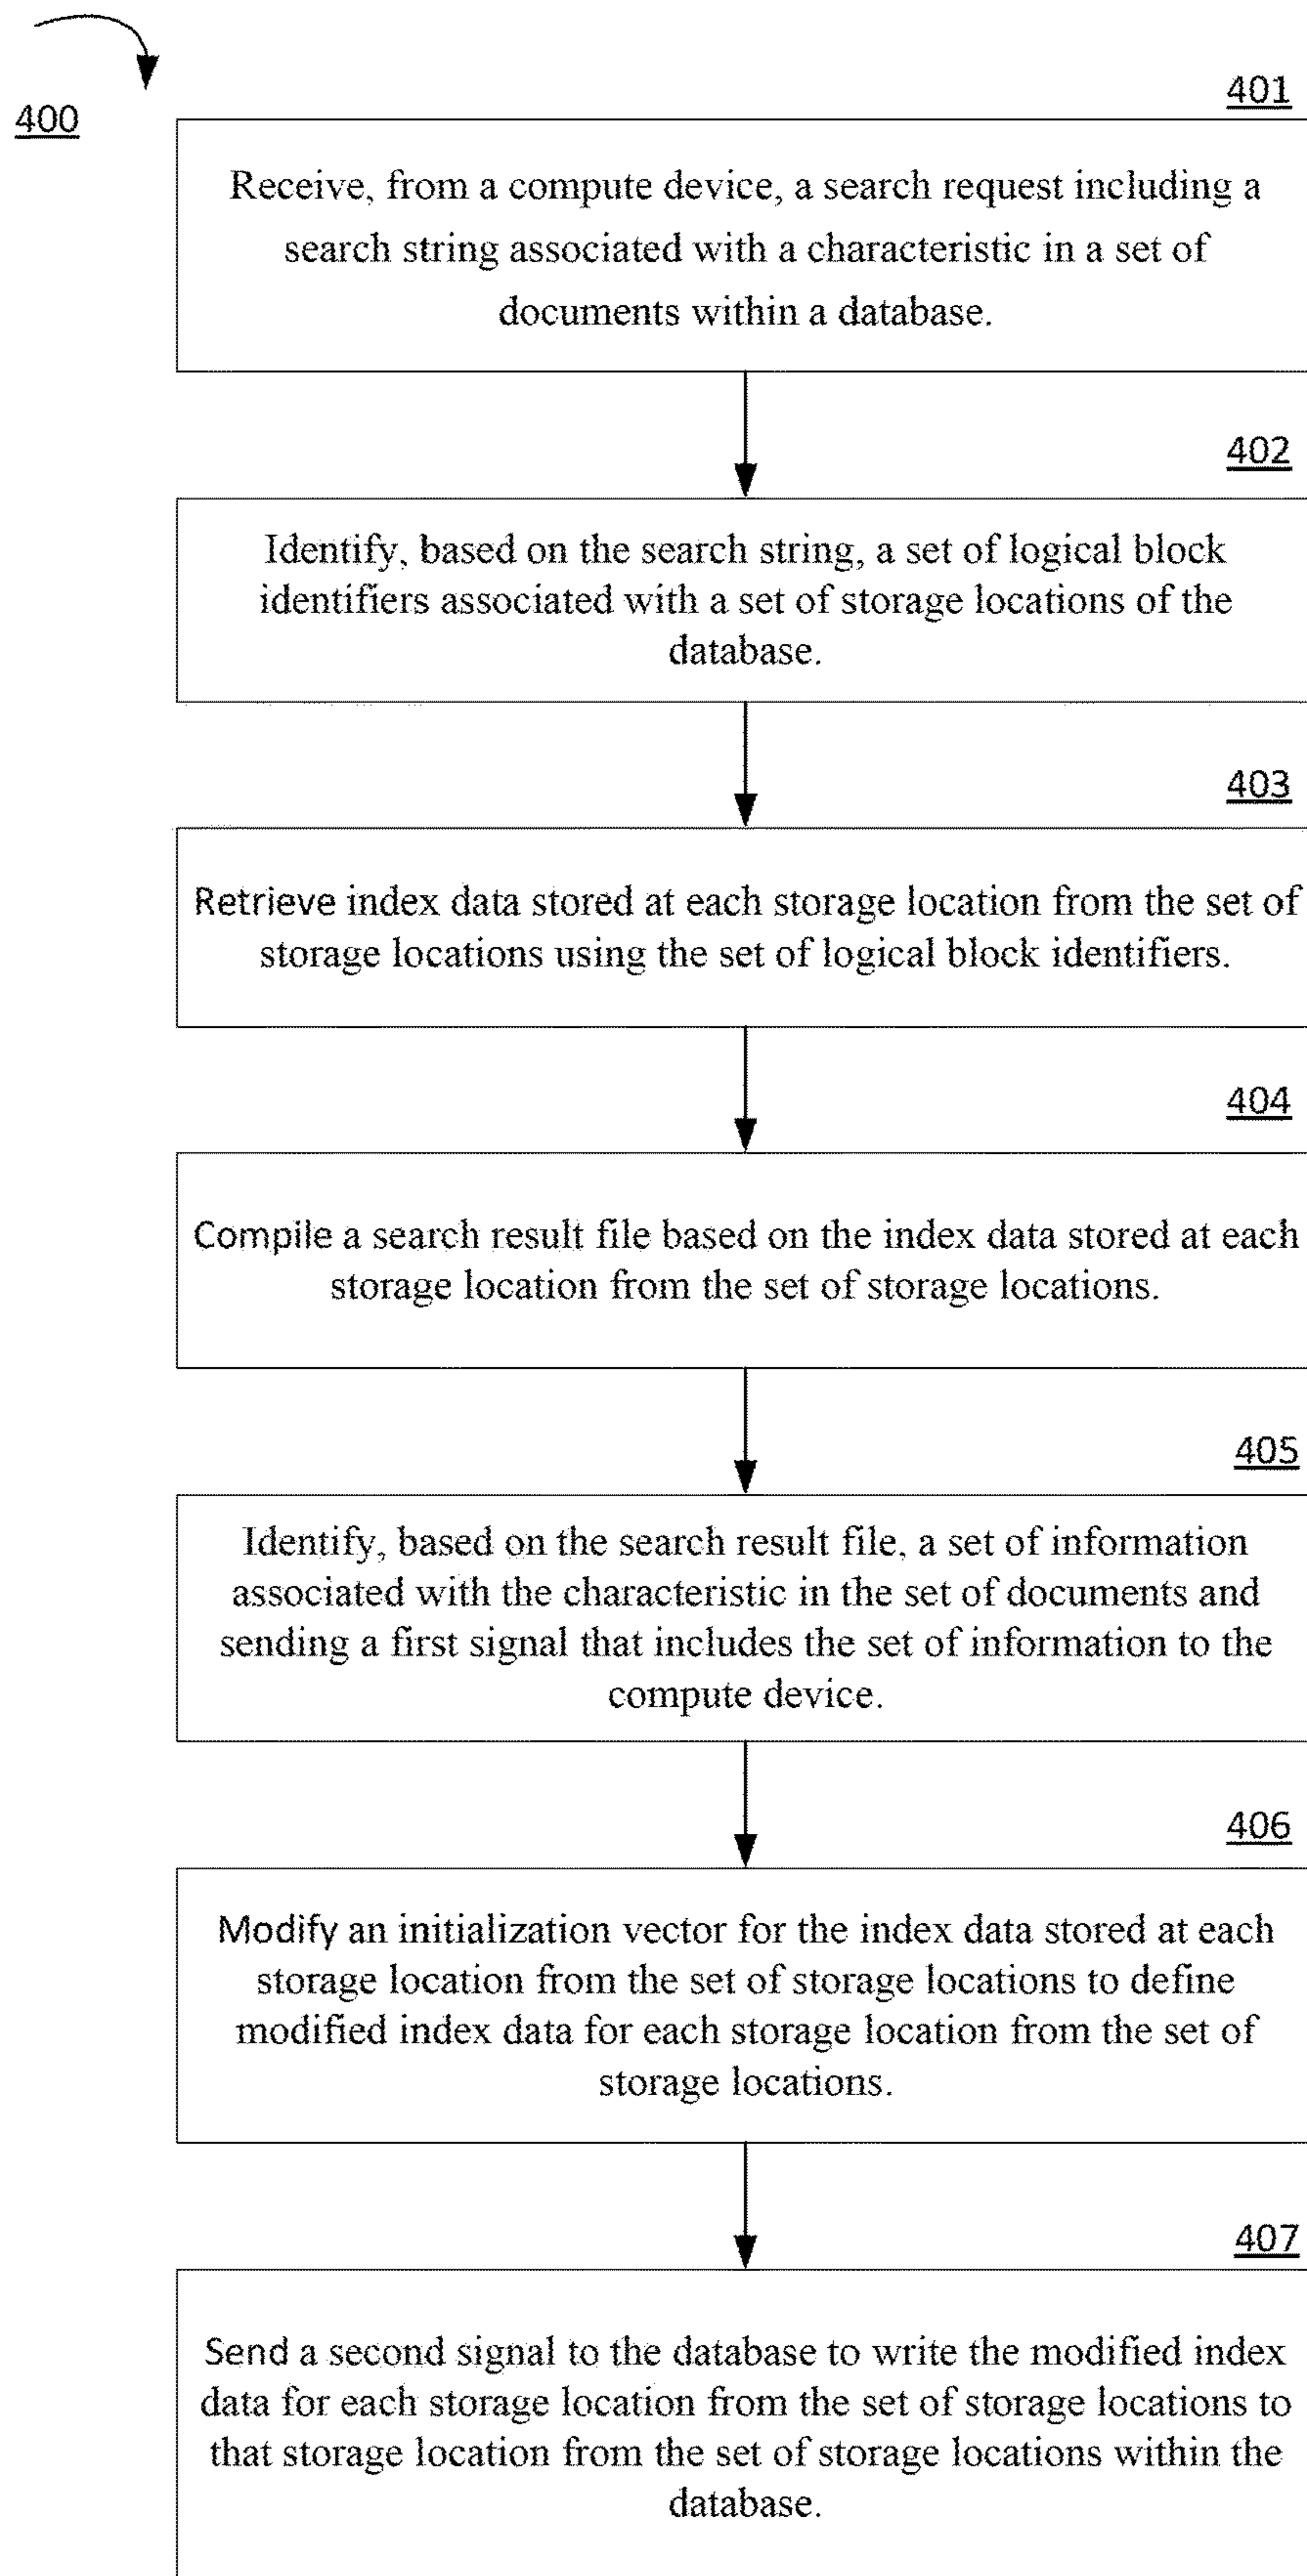 400
401
Receive, from a compute device, a search request including a
search string associated with a characteristic in a set of
documents within a database.
402
Identify, based on the search string, a set of logical block
identifiers associated with a set of storage locations of the
database.
403
Retrieve index data stored at each storage location from the set of
storage locations using the set of logical block identifiers.
404
Compile a search result file based on the index data stored at each
storage location from the set of storage locations.
405
Identify, based on the search result file, a set of information
associated with the characteristic in the set of documents and
sending a first signal that includes the set of information to the
compute device.
406
Modify an initialization vector for the index data stored at each
storage location from the set of storage locations to define
modified index data for each storage location from the set of
storage locations.
407
Send a second signal to the database to write the modified index
data for each storage location from the set of storage locations to
that storage location from the set of storage locations within the
database.